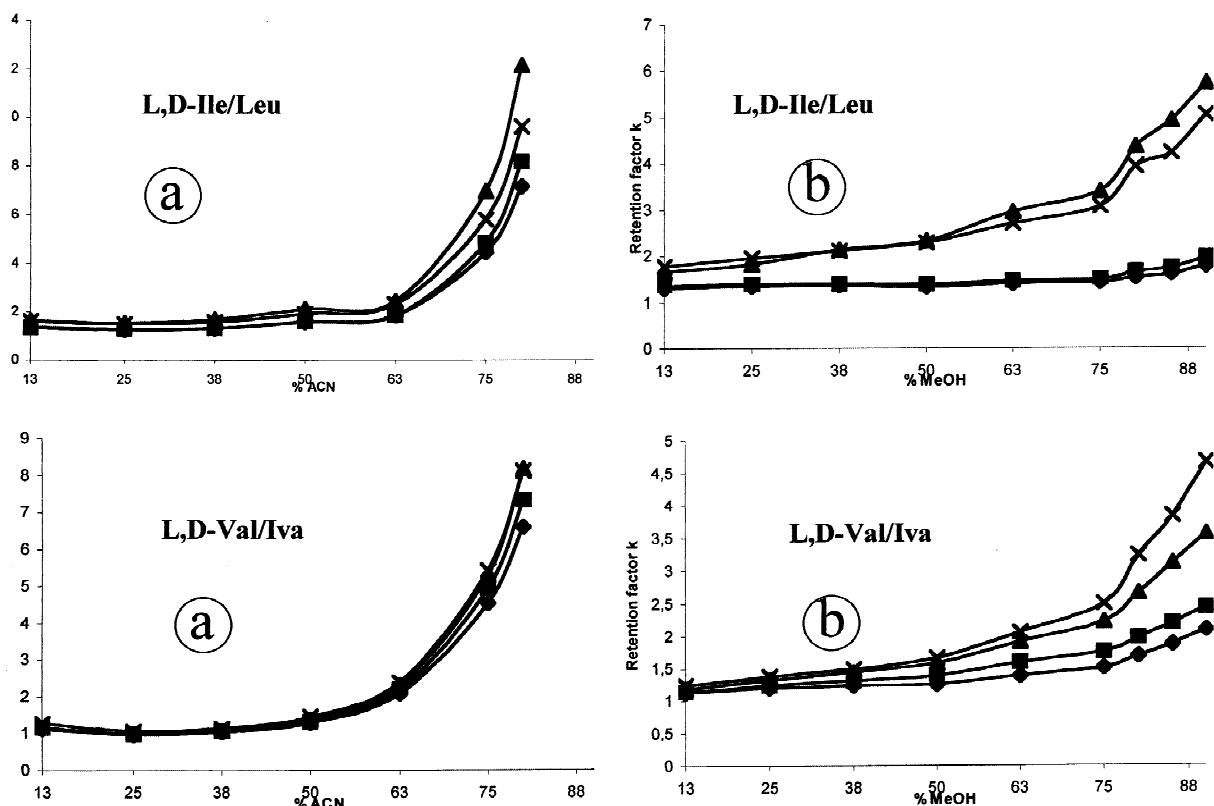 4
2
0
8
6
4
2
0
L,D-Ile/Leu
a
13 25 38 50 63 75 88
% ACN
7
6
5
4
3
2
1
0
Retention factor k
L,D-Ile/Leu
b
13 25 38 50 63 75 88
% MeOH
9
8
7
6
5
4
3
2
1
0
L,D-Val/Iva
a
13 25 38 50 63 75 88
% ACN
5
4,5
4
3,5
3
2,5
2
1,5
1
0,5
0
Retention factor k
L,D-Val/Iva
b
13 25 38 50 63 75 88
% MeOH